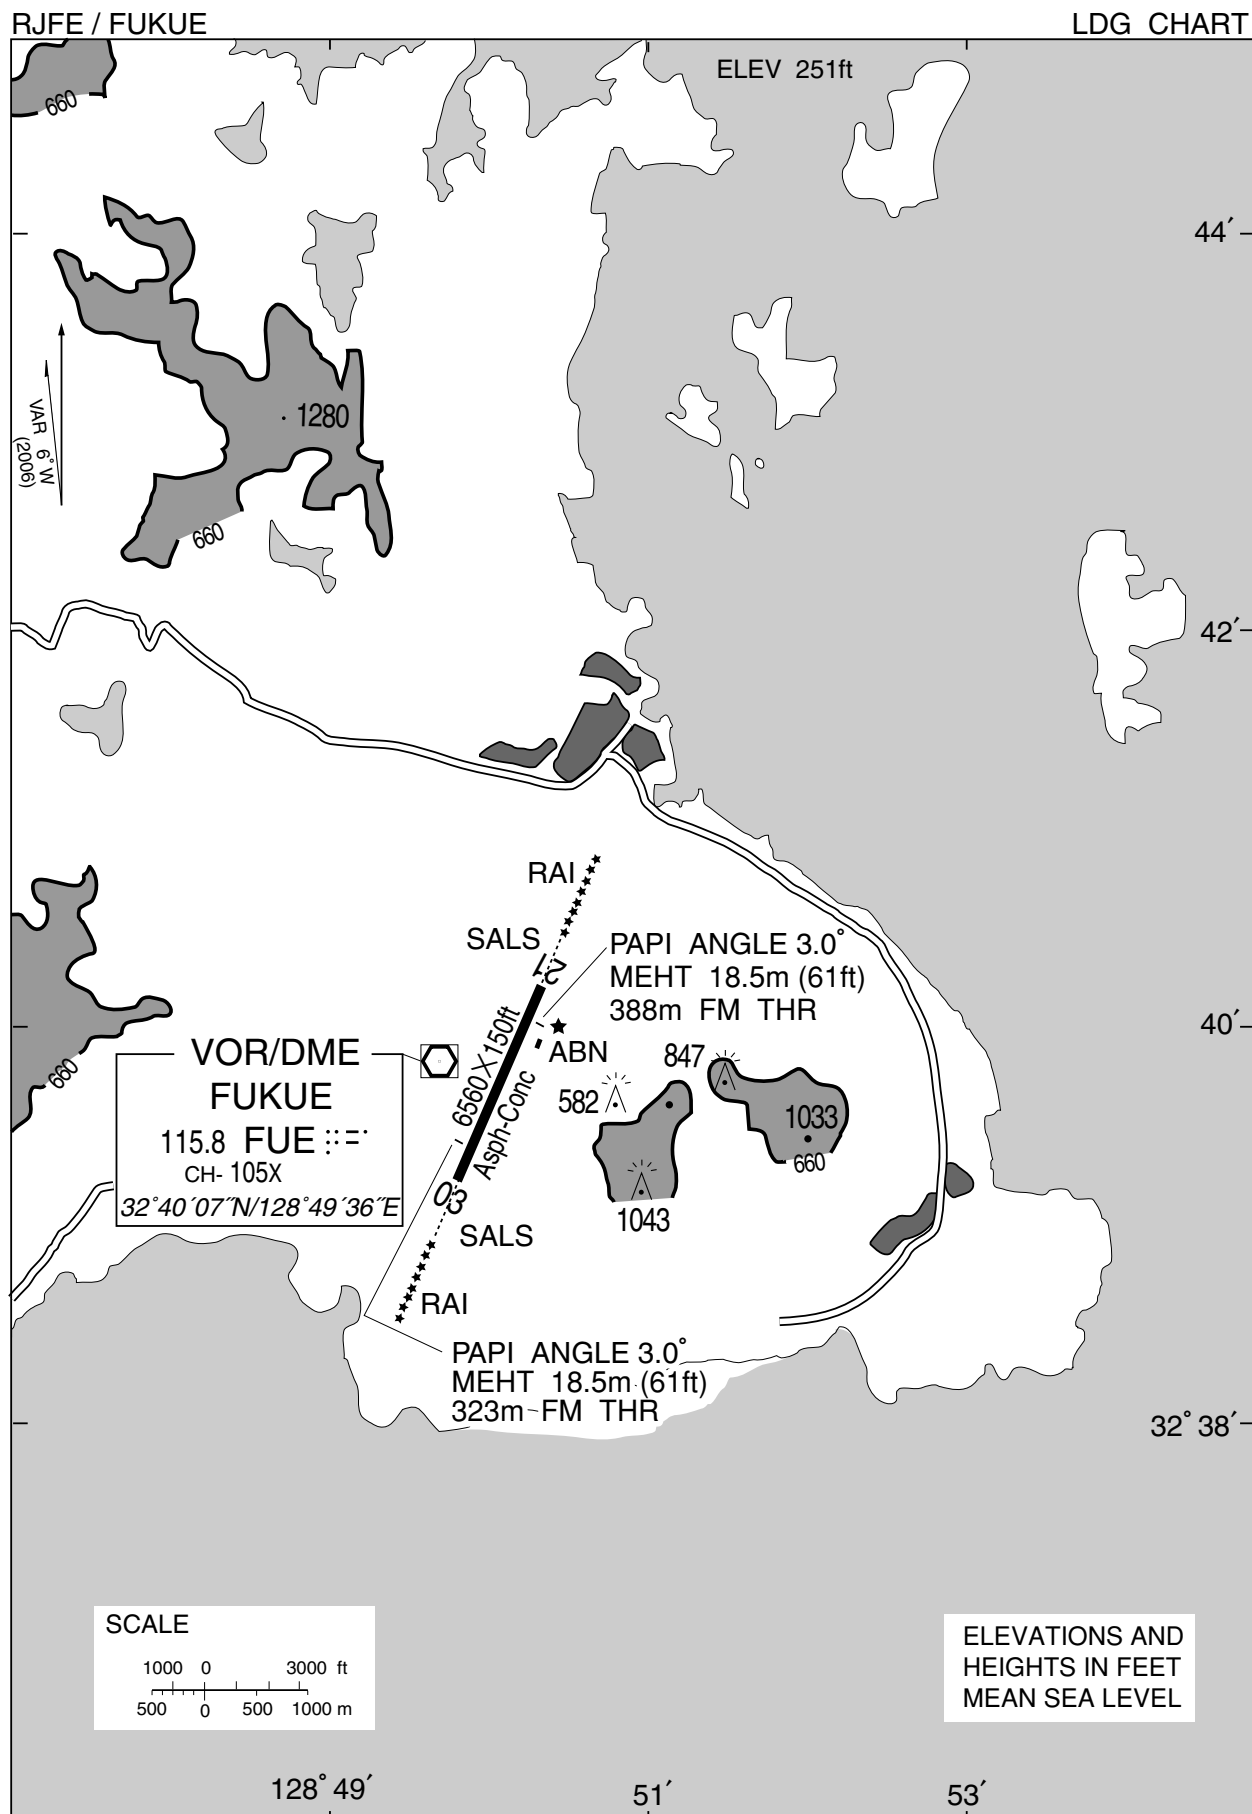 RJFE / FUKUE
LDG CHART
ELEV 251ft
660
44′
1280
VAR 6°W
(2006)
660
42′
RAI
SALS
21
PAPI ANGLE 3.0°
MEHT 18.5m (61ft)
388m FM THR
40′
ABN
6560X150ft
Asph-Conc
660
VOR/DME
FUKUE
115.8 FUE
CH- 105X
32°40′07″N/128°49′36″E
847
582
1033
660
1043
03
SALS
RAI
PAPI ANGLE 3.0°
MEHT 18.5m (61ft)
323m FM THR
32°38′
SCALE
1000 0 3000 ft
500 0 500 1000 m
ELEVATIONS AND
HEIGHTS IN FEET
MEAN SEA LEVEL
128°49′
51′
53′